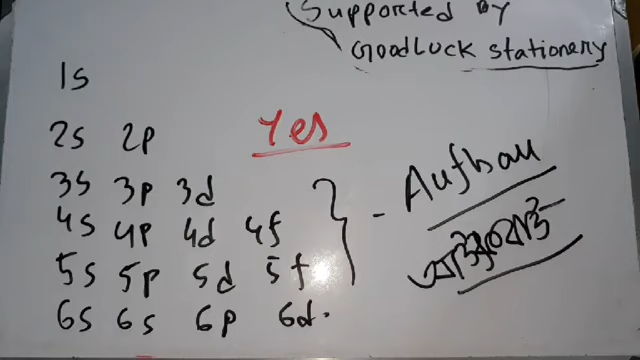 Supported By
GoodLuck stationery
1s
2s 2p
Yes
3s 3p 3d
4s 4p 4d 4f
5s 5p 5d 5f
6s 6s 6p 6d.
- Aufbau